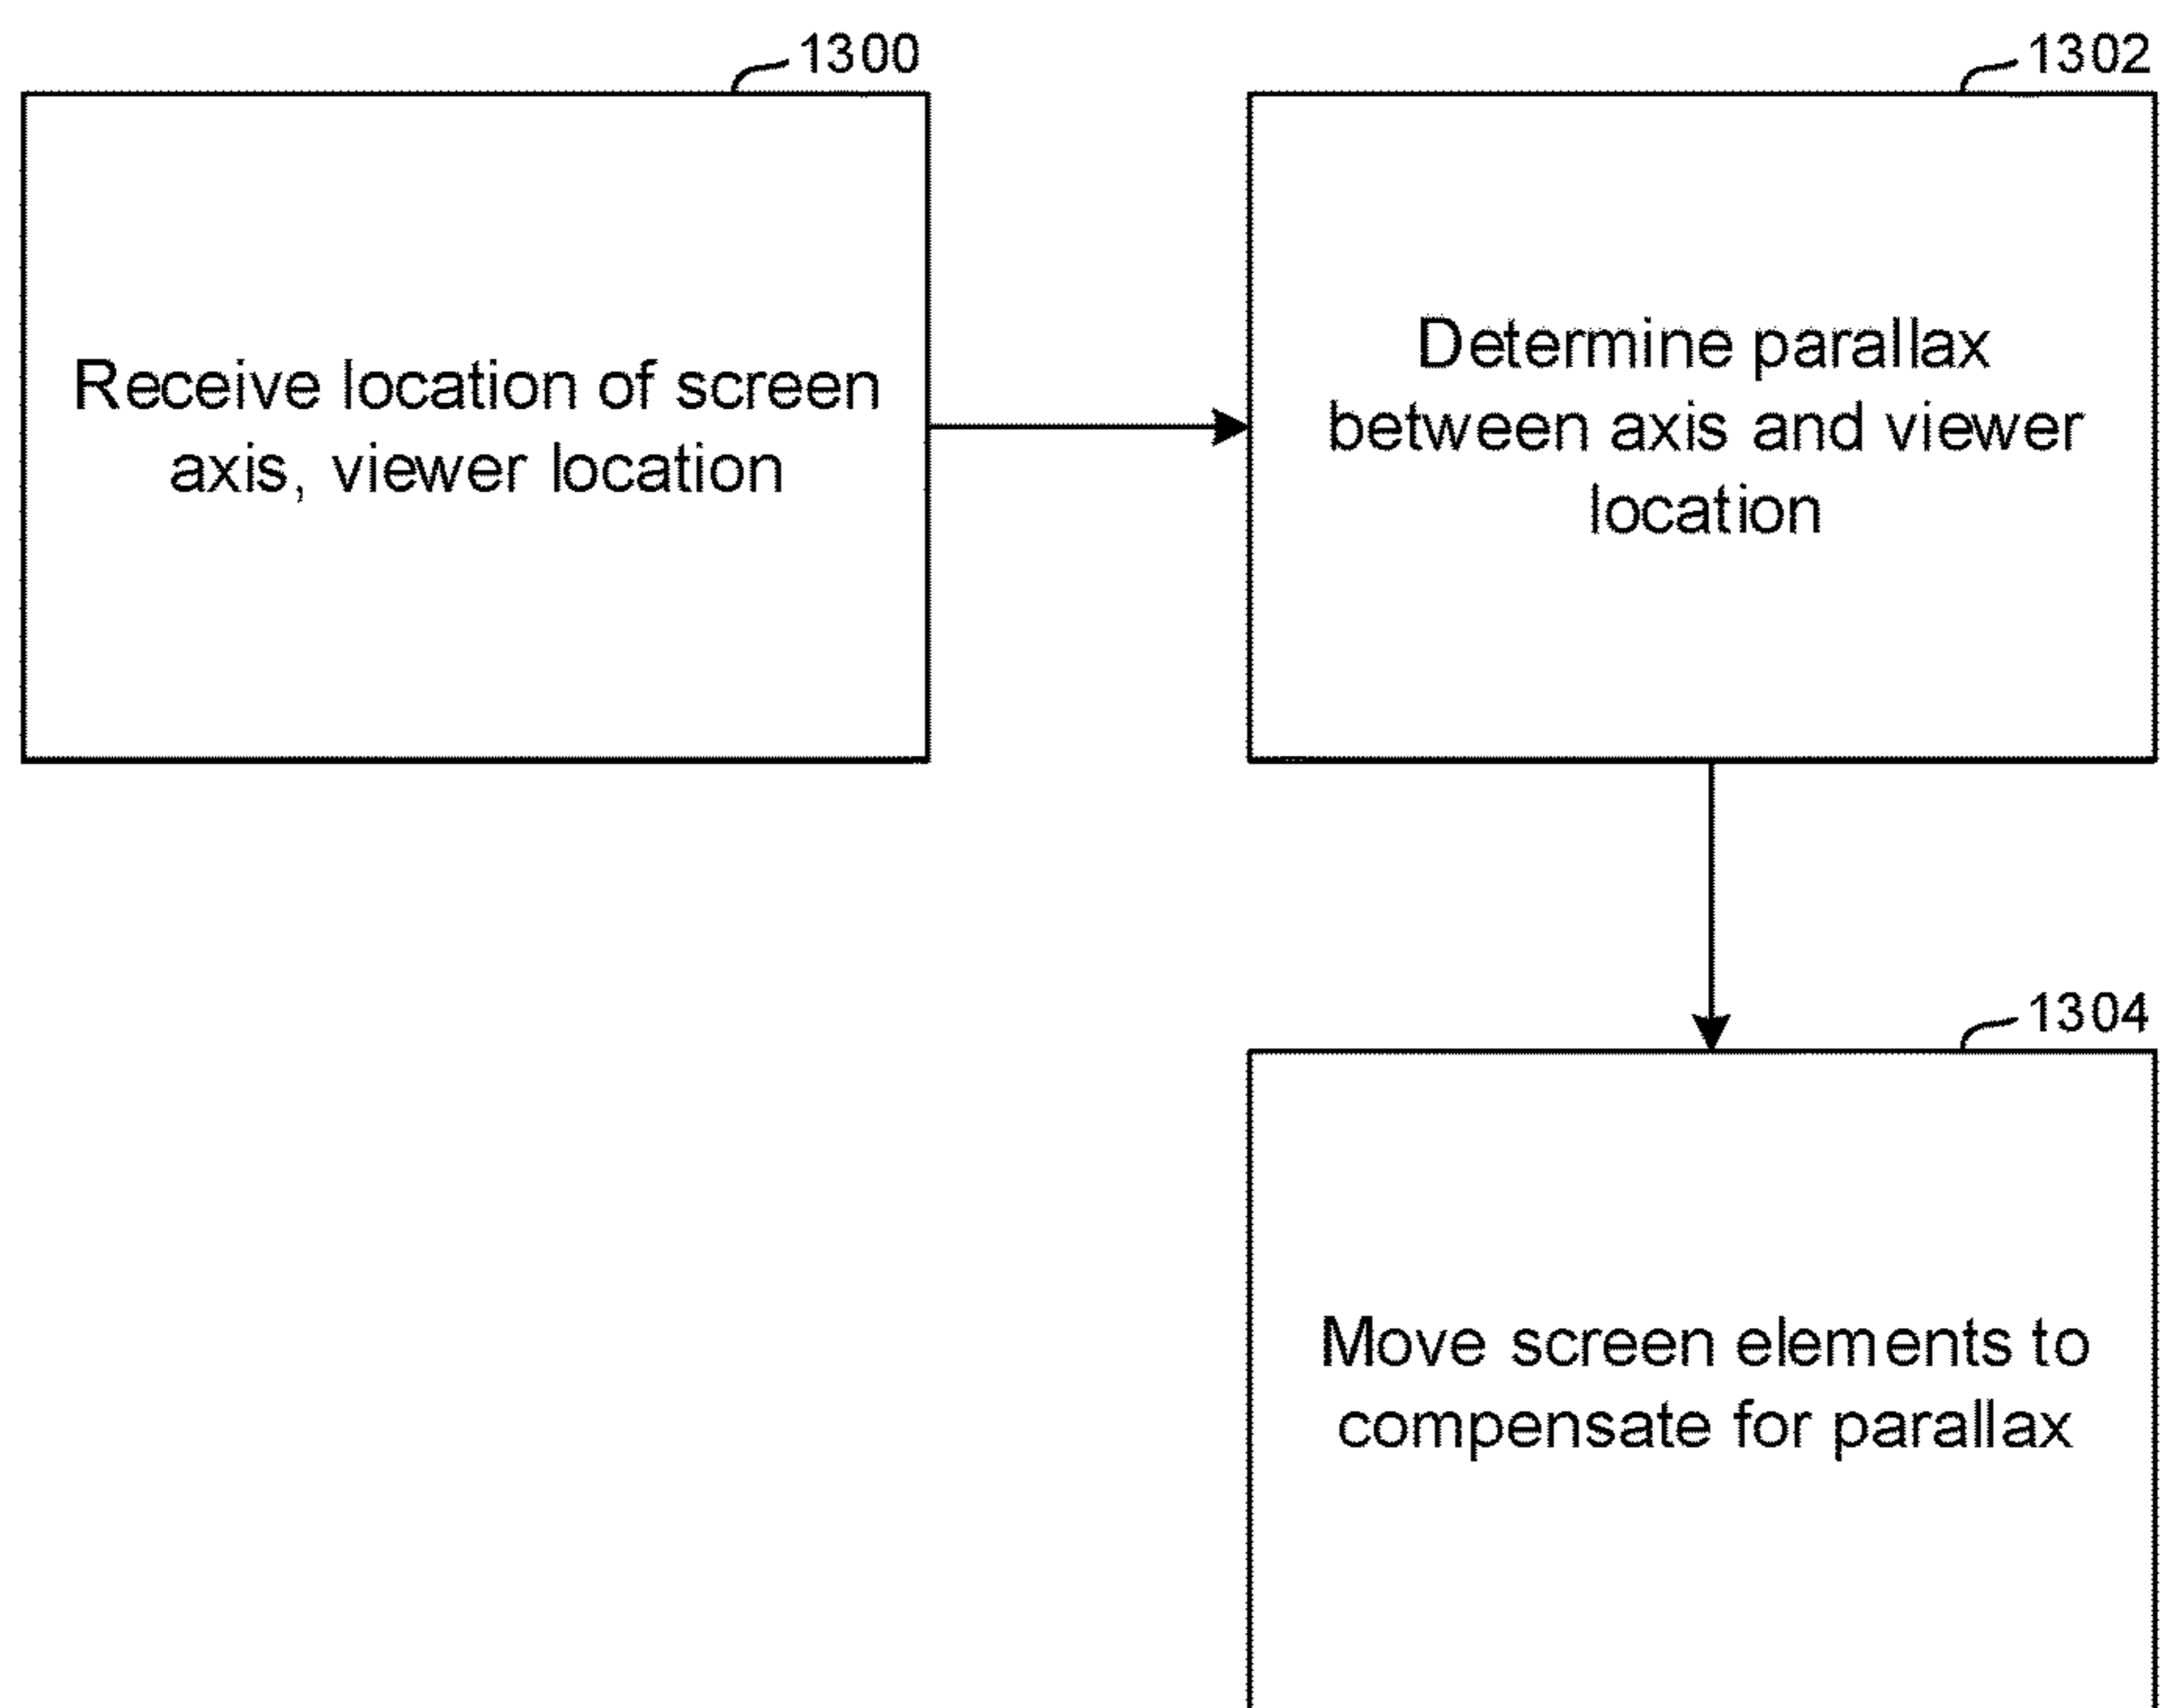 1300
Receive location of screen
axis, viewer location
1302
Determine parallax
between axis and viewer
location
1304
Move screen elements to
compensate for parallax